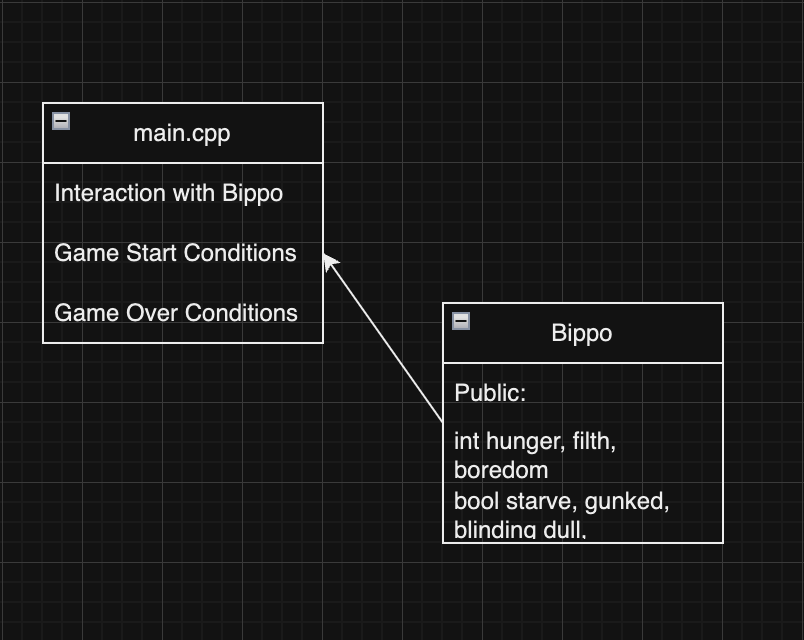 main.cpp
Interaction with Bippo
Game Start Conditions
Game Over Conditions
Bippo
Public:
int hunger, filth,
boredom
bool starve, gunked,
blinding dull,